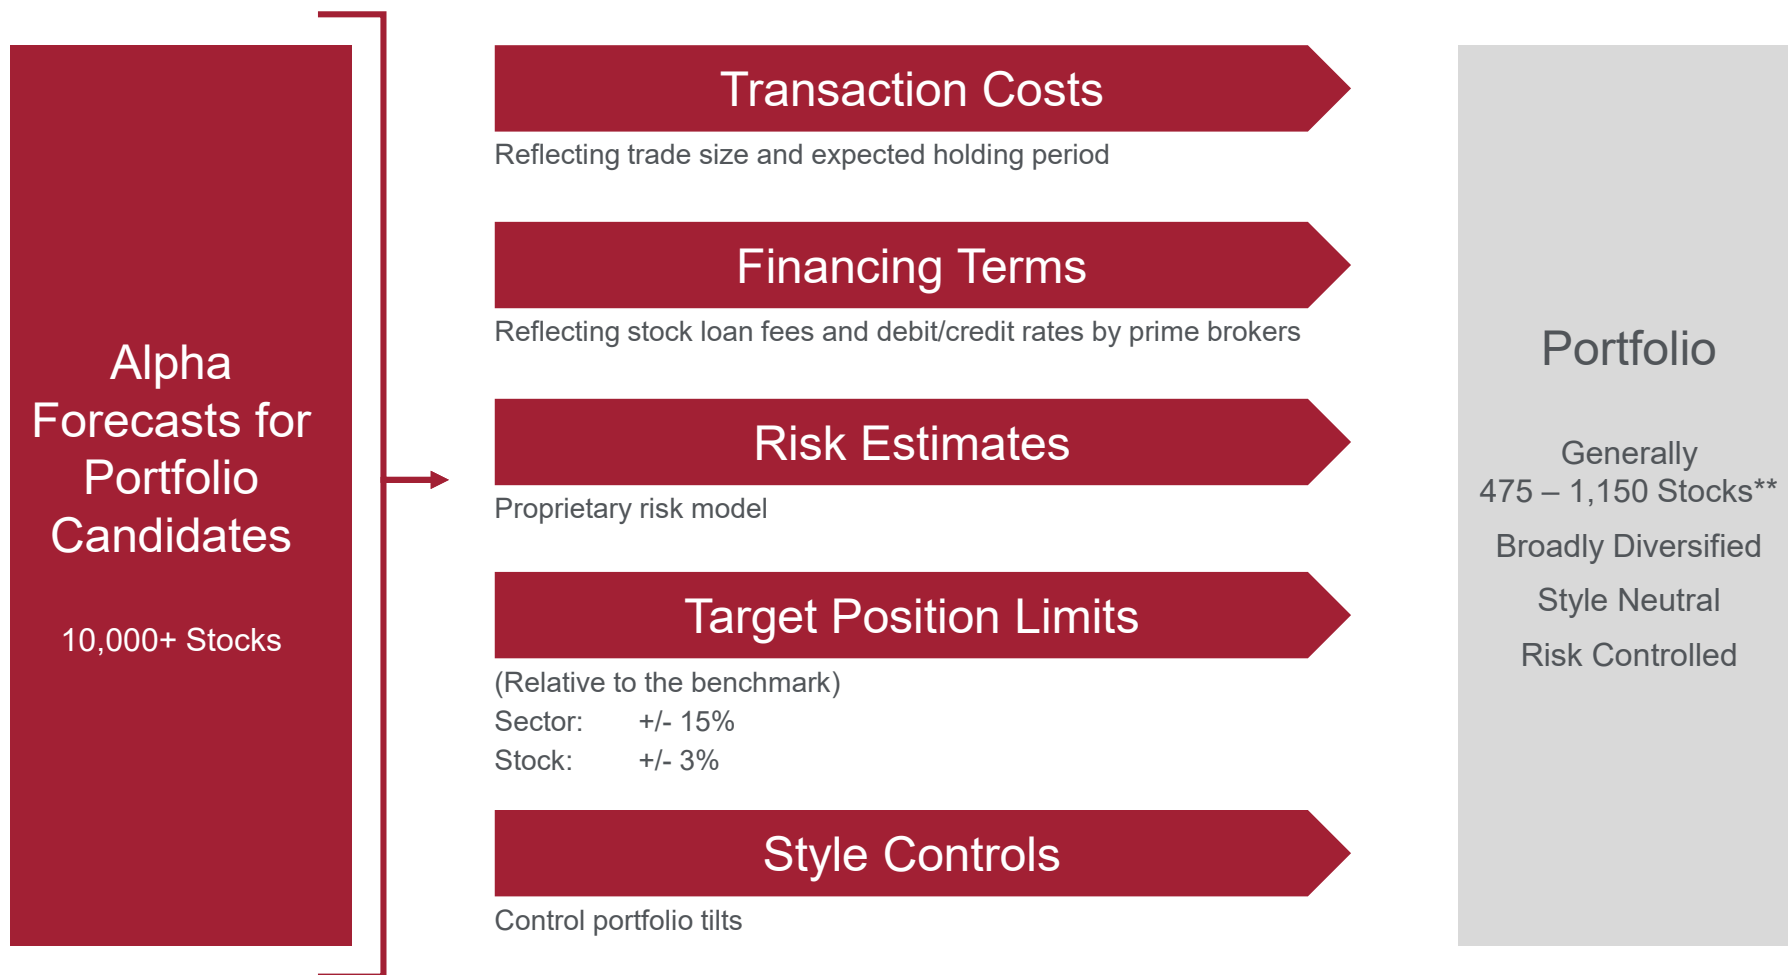 Alpha
Forecasts for
Portfolio
Candidates
10,000+ Stocks
Transaction Costs
Reflecting trade size and expected holding period
Financing Terms
Reflecting stock loan fees and debit/credit rates by prime brokers
Risk Estimates
Proprietary risk model
Target Position Limits
(Relative to the benchmark)
Sector: +/- 15%
Stock: +/- 3%
Style Controls
Control portfolio tilts
Portfolio
Generally
475 – 1,150 Stocks**
Broadly Diversified
Style Neutral
Risk Controlled